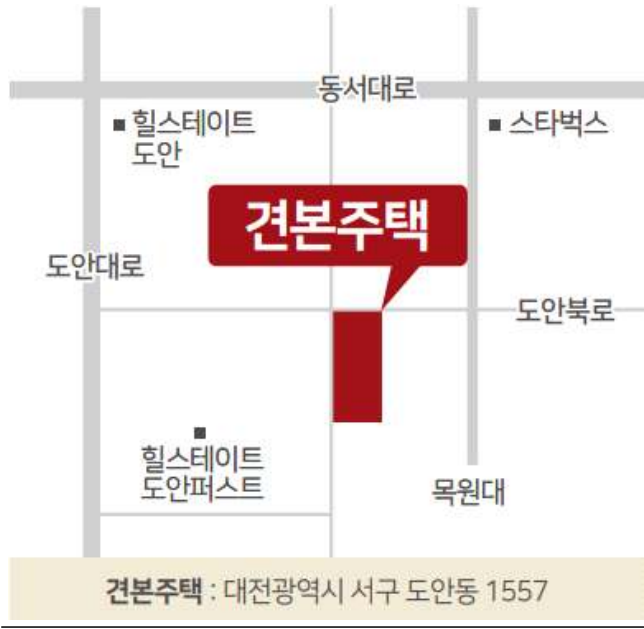 동서대로
힐스테이트
도안
스타벅스
견본주택
도안대로
도안북로
힐스테이트
도안퍼스트
목원대
견본주택 : 대전광역시 서구 도안동 1557